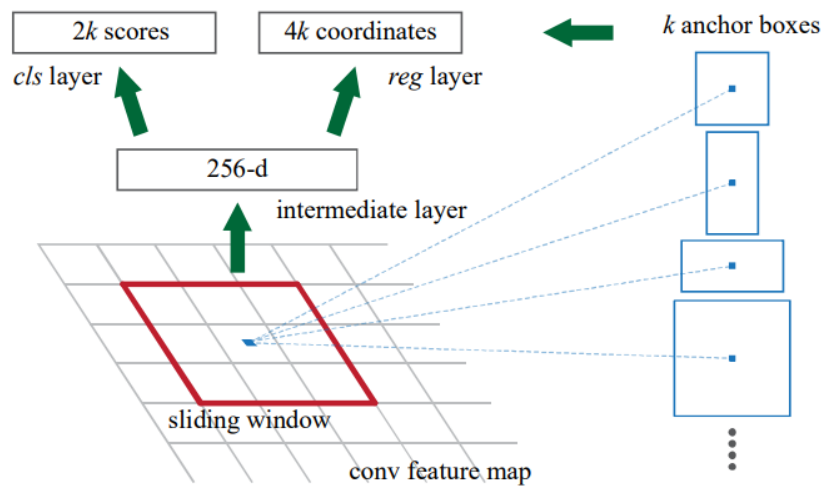 2k scores
4k coordinates
k anchor boxes
cls layer
reg layer
256-d
intermediate layer
sliding window
conv feature map